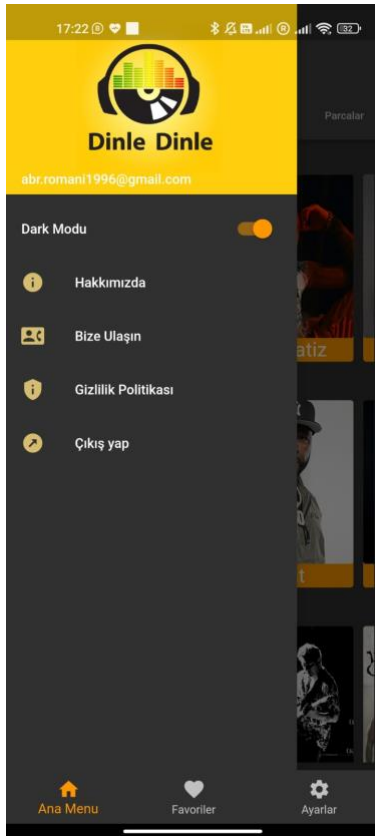 17:22
82
Parcalar
Dinle Dinle
abr.romani1996@gmail.com
Dark Modu
Hakkımızda
atiz
Bize Ulaşın
Gizlilik Politikası
Çıkış yap
t
Ana Menu
Favoriler
Ayarlar